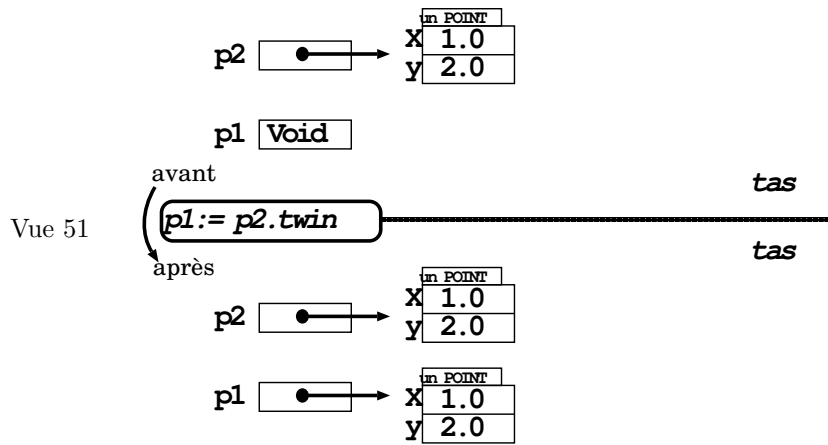 un POINT
x 1.0
p2
y 2.0
p1 Void
avant
tas
Vue 51
p1:= p2.twin
tas
après
un POINT
x 1.0
p2
y 2.0
un POINT
p1
x 1.0
y 2.0